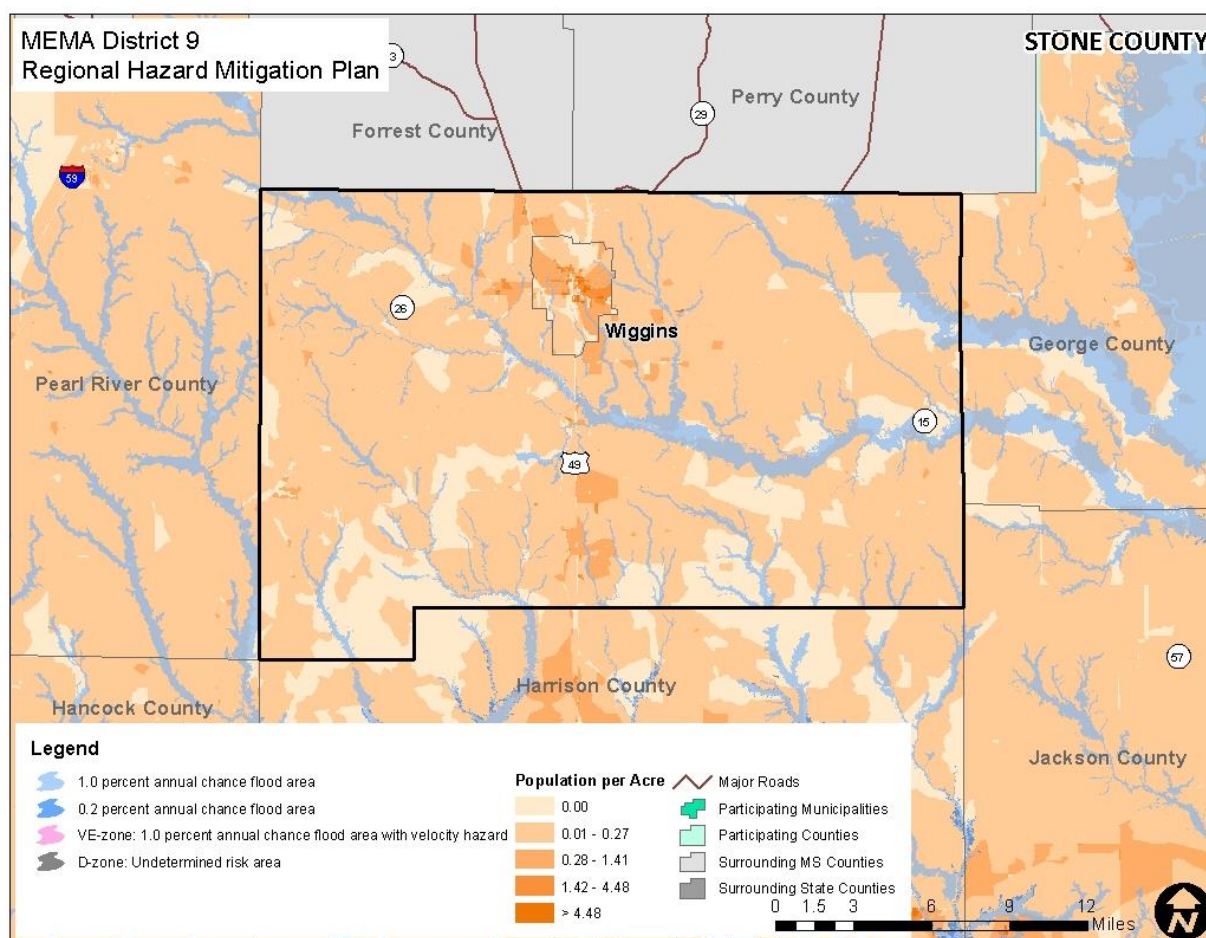 MEMA District 9
Regional Hazard Mitigation Plan
STONE COUNTY
3
Perry County
29
Forrest County
59
26
Wiggins
George County
Pearl River County
15
49
57
Harrison County
Hancock County
Jackson County
Legend
1.0 percent annual chance flood area
0.2 percent annual chance flood area
VE-zone: 1.0 percent annual chance flood area with velocity hazard
D-zone: Undetermined risk area
Population per Acre
0.00
0.01 - 0.27
0.28 - 1.41
1.42 - 4.48
> 4.48
Major Roads
Participating Municipalities
Participating Counties
Surrounding MS Counties
Surrounding State Counties
0 1.5 3 6 9 12
Miles
N